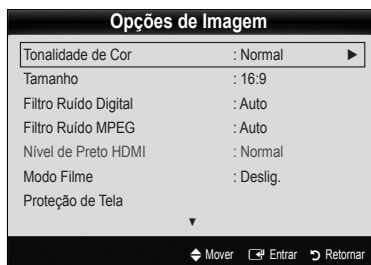 Opções de Imagem
Tonalidade de Cor : Normal ►
Tamanho : 16:9
Filtro Ruído Digital : Auto
Filtro Ruído MPEG : Auto
Nível de Preto HDMI : Normal
Modo Filme : Deslig.
Proteção de Tela
▼
Mover Entrar Retornar